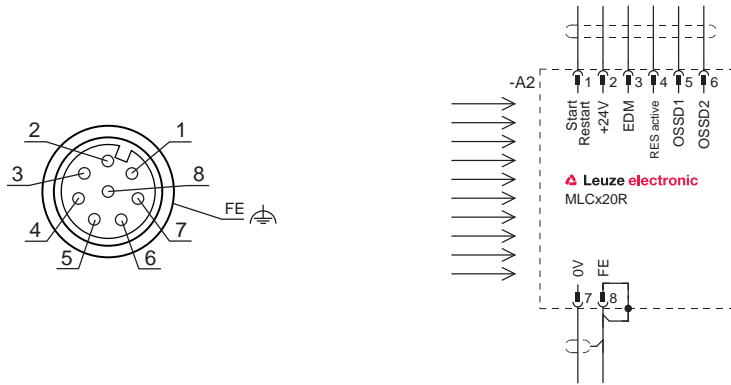 2
1
3
8
4
7
5
6
FE
-A2
1
2
3
4
5
6
Start
Restart
+24V
EDM
RES active
OSSD1
OSSD2
Leuze electronic
MLCx20R
0V
FE
7
8